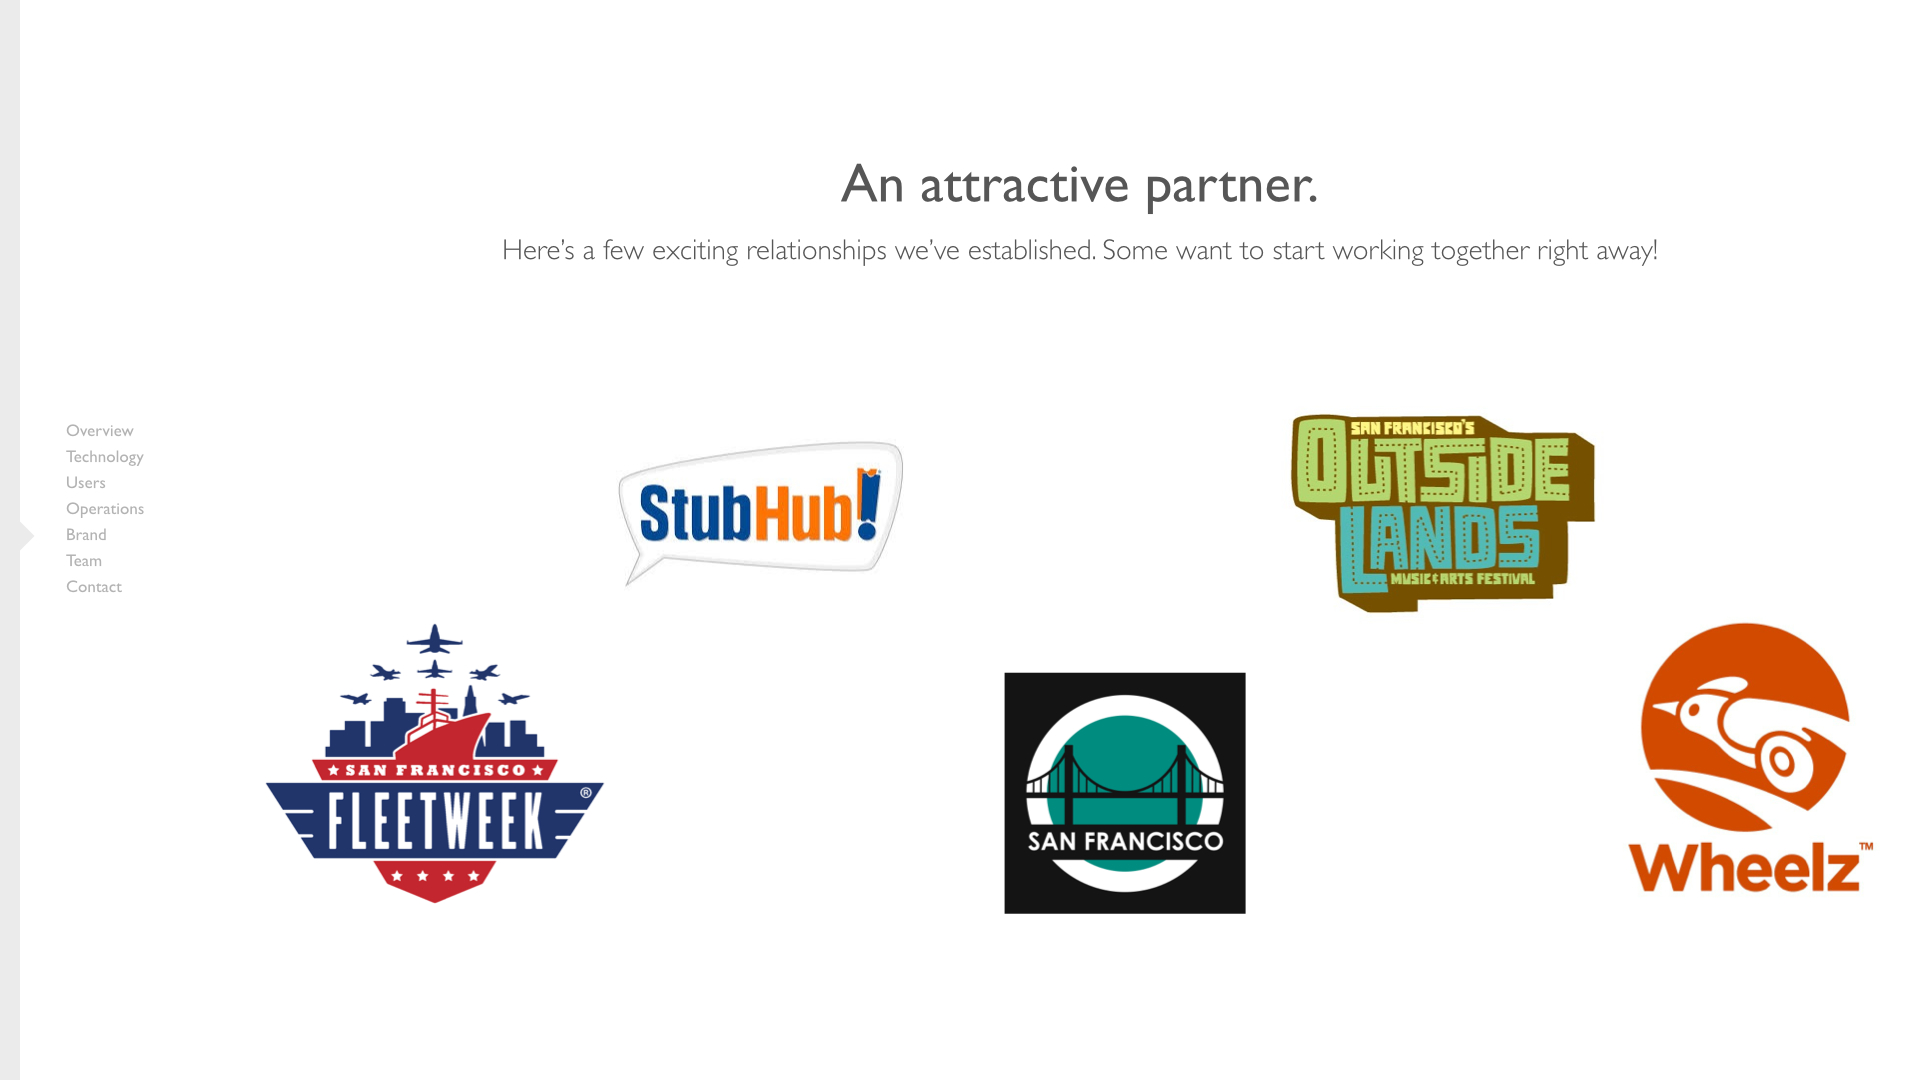 An attractive partner.
Here's a few exciting relationships we've established. Some want to start working together right away!
Overview
Technology
Users
Operations
Brand
Team
Contact
StubHub!
SAN FRANCISCO'S
OUTSIDE
LANDS
MUSIC & ARTS FESTIVAL
SAN FRANCISCO
FLEETWEEK ®
SAN FRANCISCO
Wheelz™